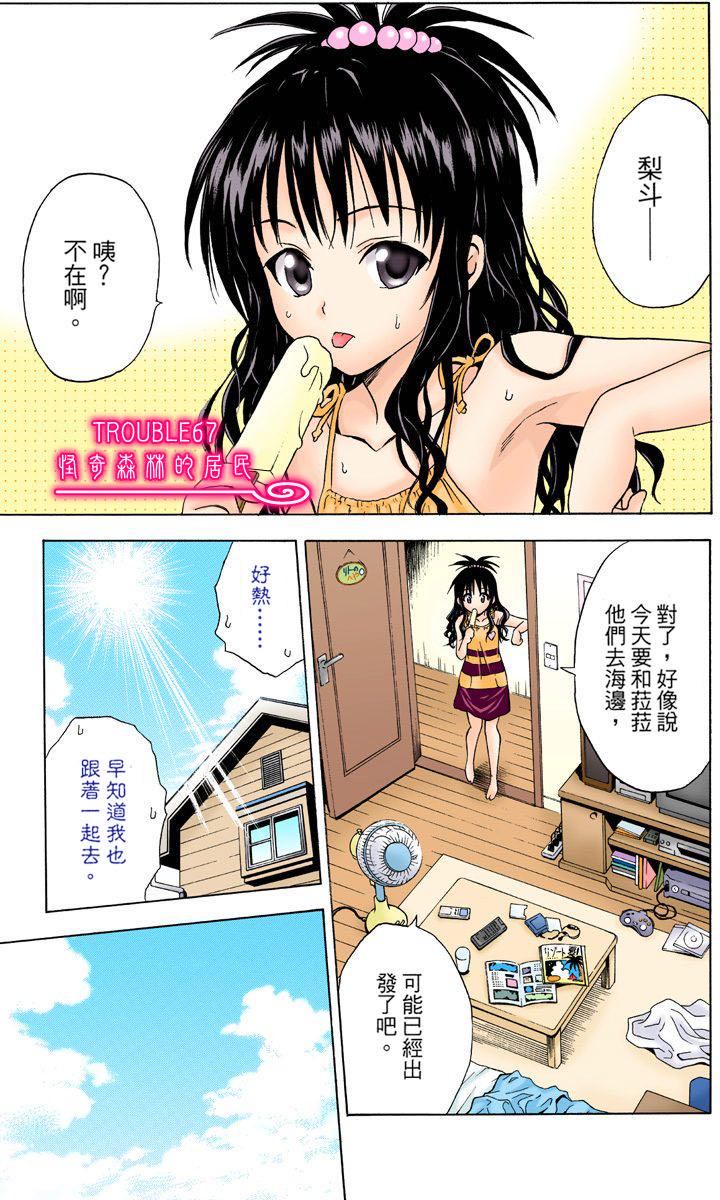 梨斗——
咦？
不在啊。
TROUBLE67
怪奇森林的居民
對了，好像說
今天要和菈菈
他們去海邊，
可能已經出
發了吧。
好熱……
早知道我也
跟著一起去。